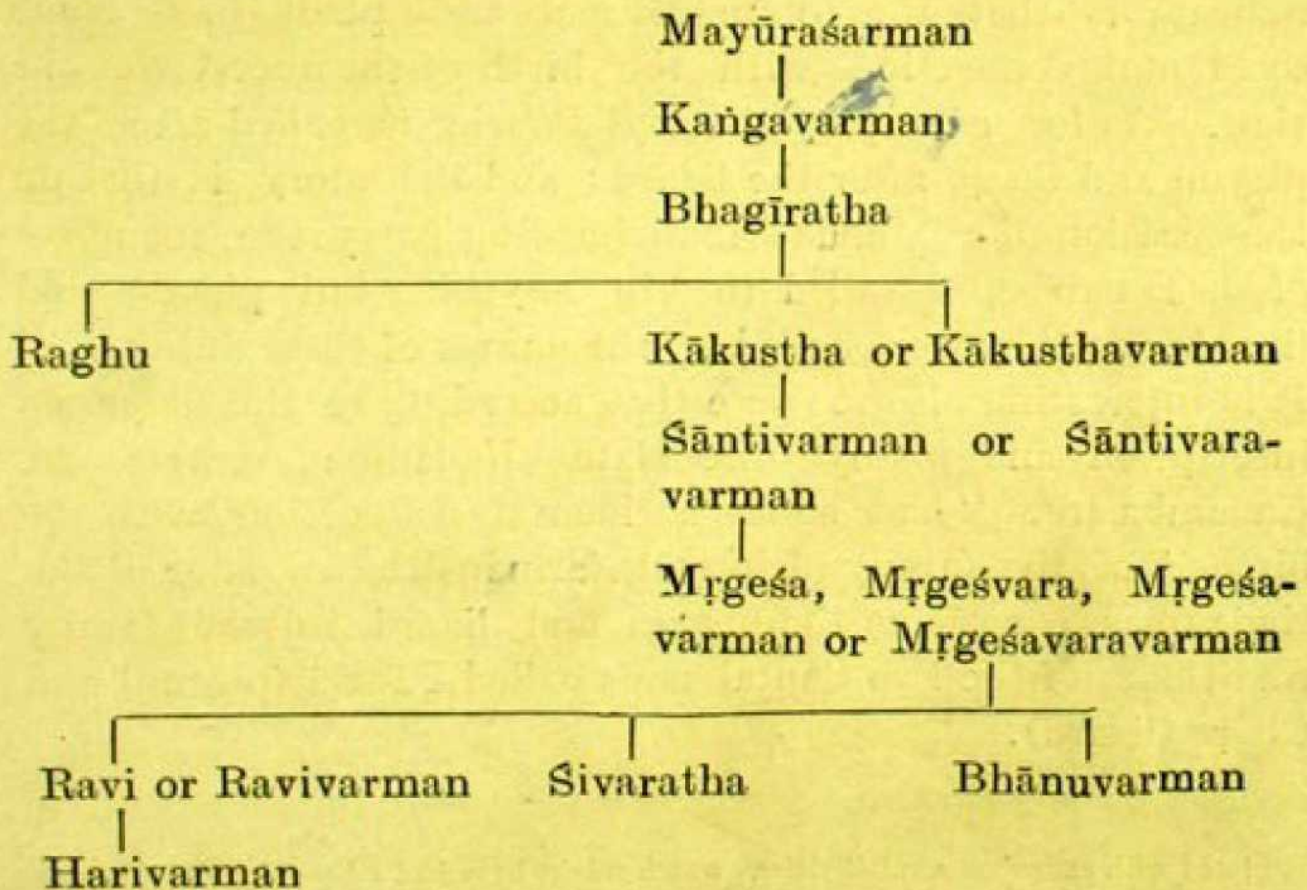 Mayūraśarman
Kaṅgavarman
Bhagīratha
Raghu Kākustha or Kākusthavarman
Śāntivarman or Śāntivara-
varman
Mṛgeśa, Mṛgeśvara, Mṛgeśa-
varman or Mṛgeśavaravarman
Ravi or Ravivarman Śivaratha Bhānuvarman
Harivarman